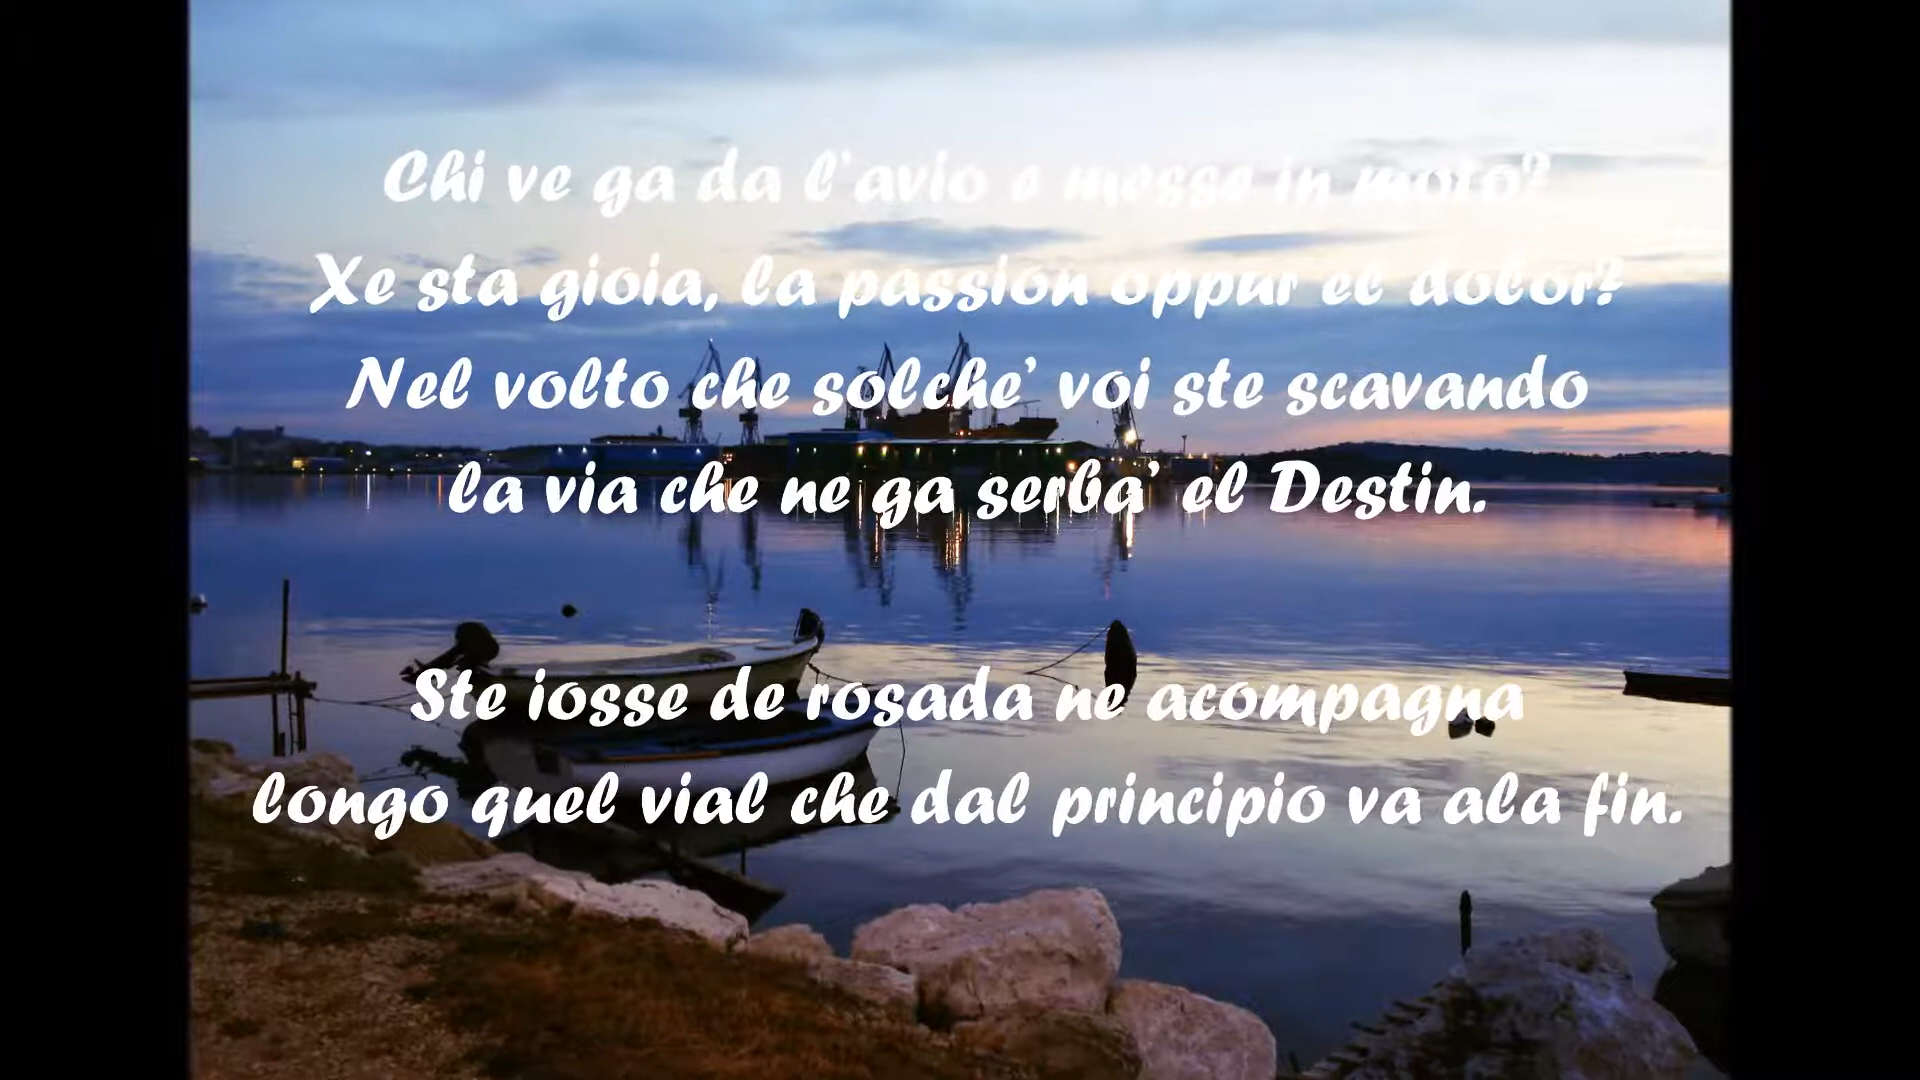 Chi ve ga da l'avio e messe in moto?
Xe sta gioia, la passion oppur el dolor?
Nel volto che solche' voi ste scavando
la via che ne ga serba' el Destin.
Ste iosse de rosada ne acompagna
longo quel vial che dal principio va ala fin.